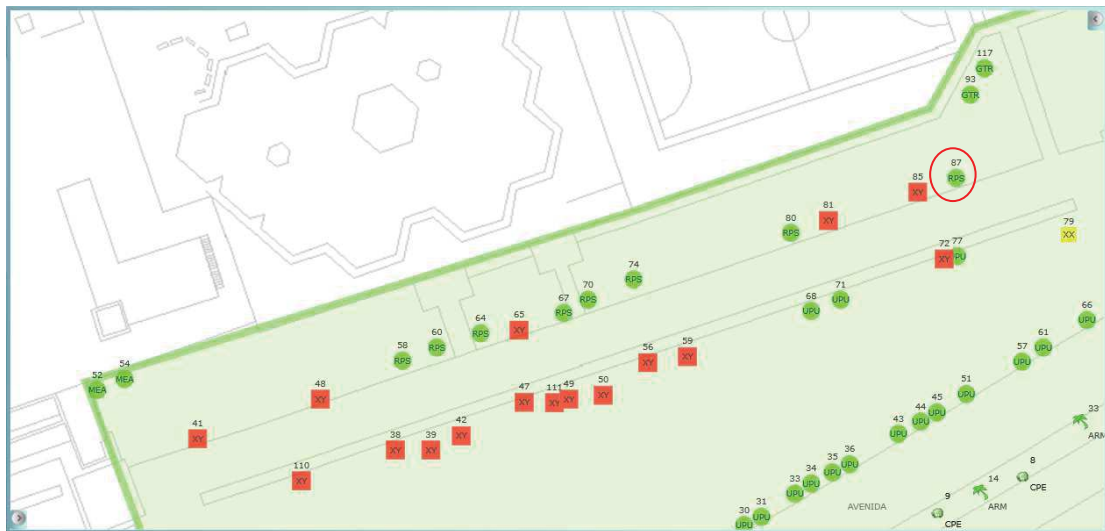 117
GTR
93
GTR
87
RPS
85
XY
81
XY
80
RPS
79
XX
77
PU
72
XY
74
RPS
71
UPU
70
RPS
68
UPU
67
RPS
66
UPU
65
XY
64
RPS
61
UPU
60
RPS
59
XY
58
RPS
57
UPU
56
XY
54
MEA
52
MEA
51
UPU
50
XY
49
XY
111
XY
47
XY
48
XY
45
UPU
44
UPU
43
UPU
42
XY
41
XY
39
XY
38
XY
36
UPU
35
UPU
34
UPU
33
UPU
33
ARM
110
XY
31
UPU
30
UPU
14
ARM
8
CPE
9
CPE
AVENIDA